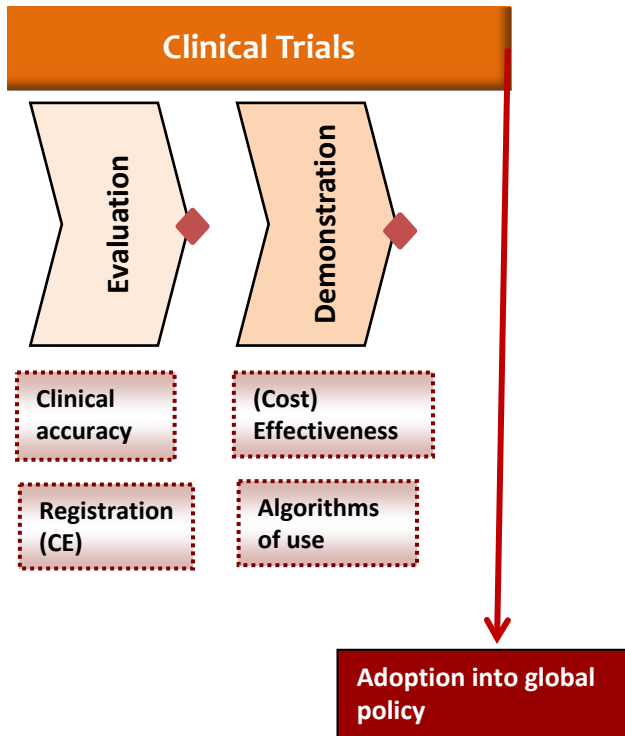 Clinical Trials
Evaluation
Demonstration
Clinical
accuracy
(Cost)
Effectiveness
Registration
(CE)
Algorithms
of use
Adoption into global
policy